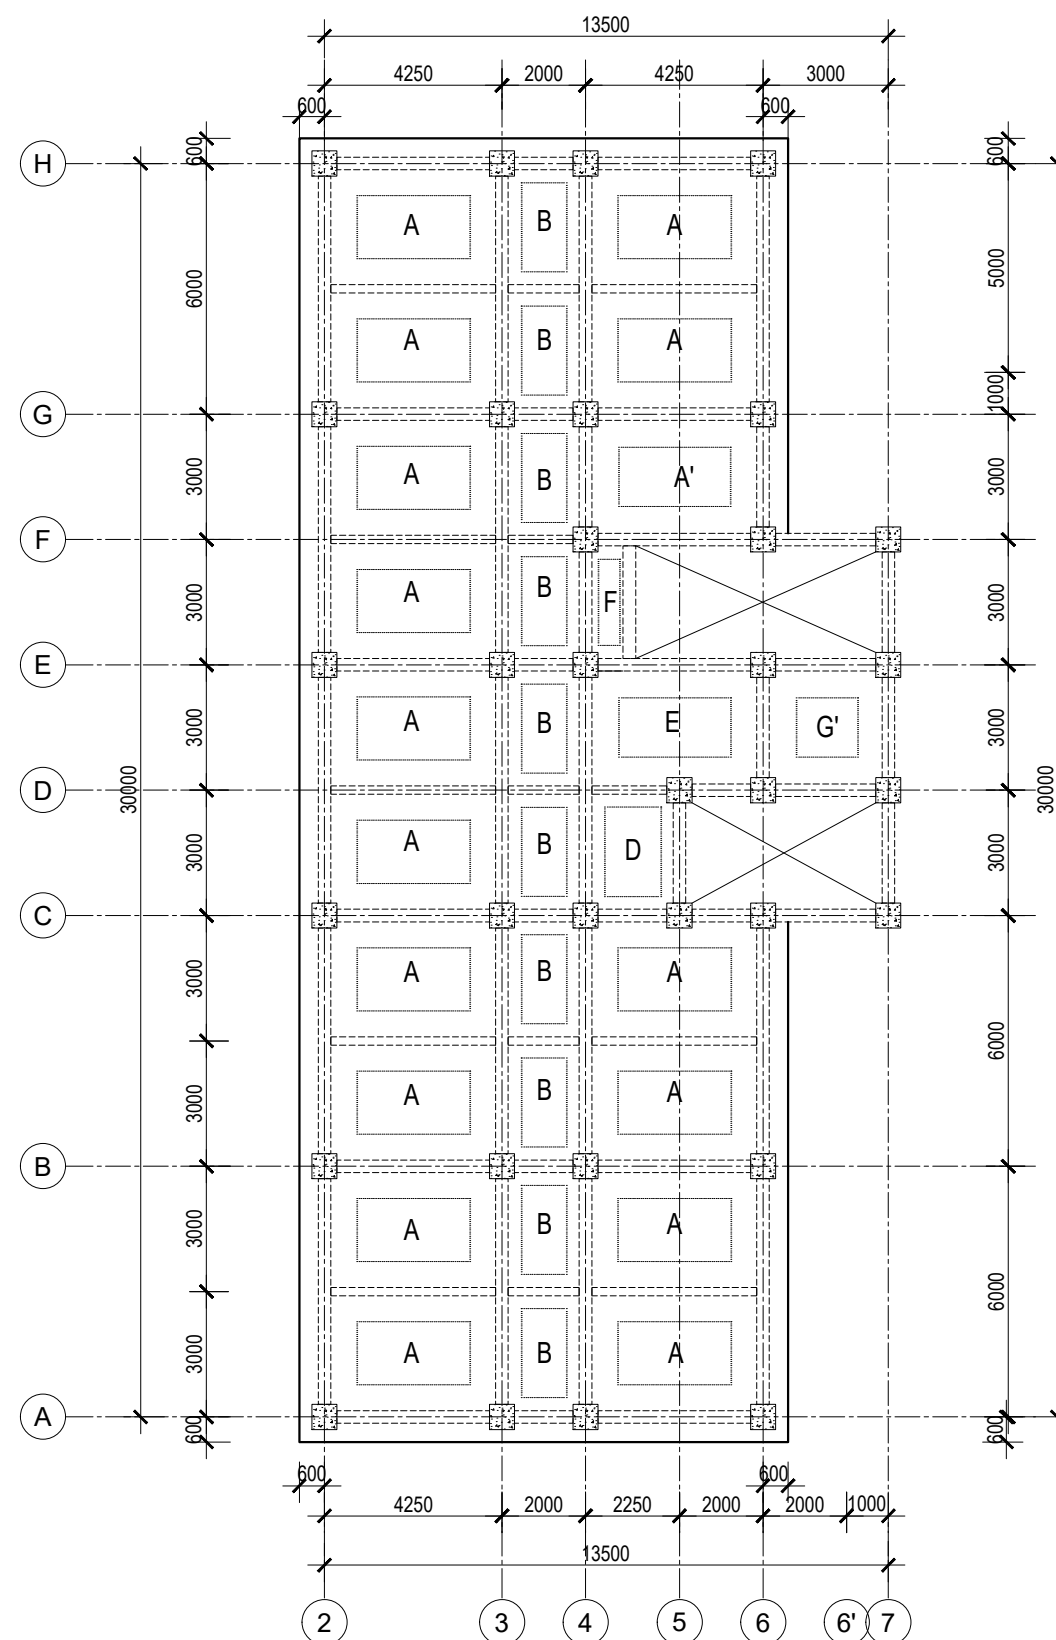 13500
4250 2000 4250 3000
600 600
H 600 600
A B A
6000 5000
A B A
G 1000
3000 A B A' 3000
F
3000 A B F 3000
E
3000 A B E G' 3000
D
30000 30000
3000 A B D 3000
C
3000 A B A
6000
3000 A B A
B
3000 A B A
6000
3000 A B A
A
600 600
600 600
4250 2000 2250 2000 2000 1000
13500
2 3 4 5 6 6' 7